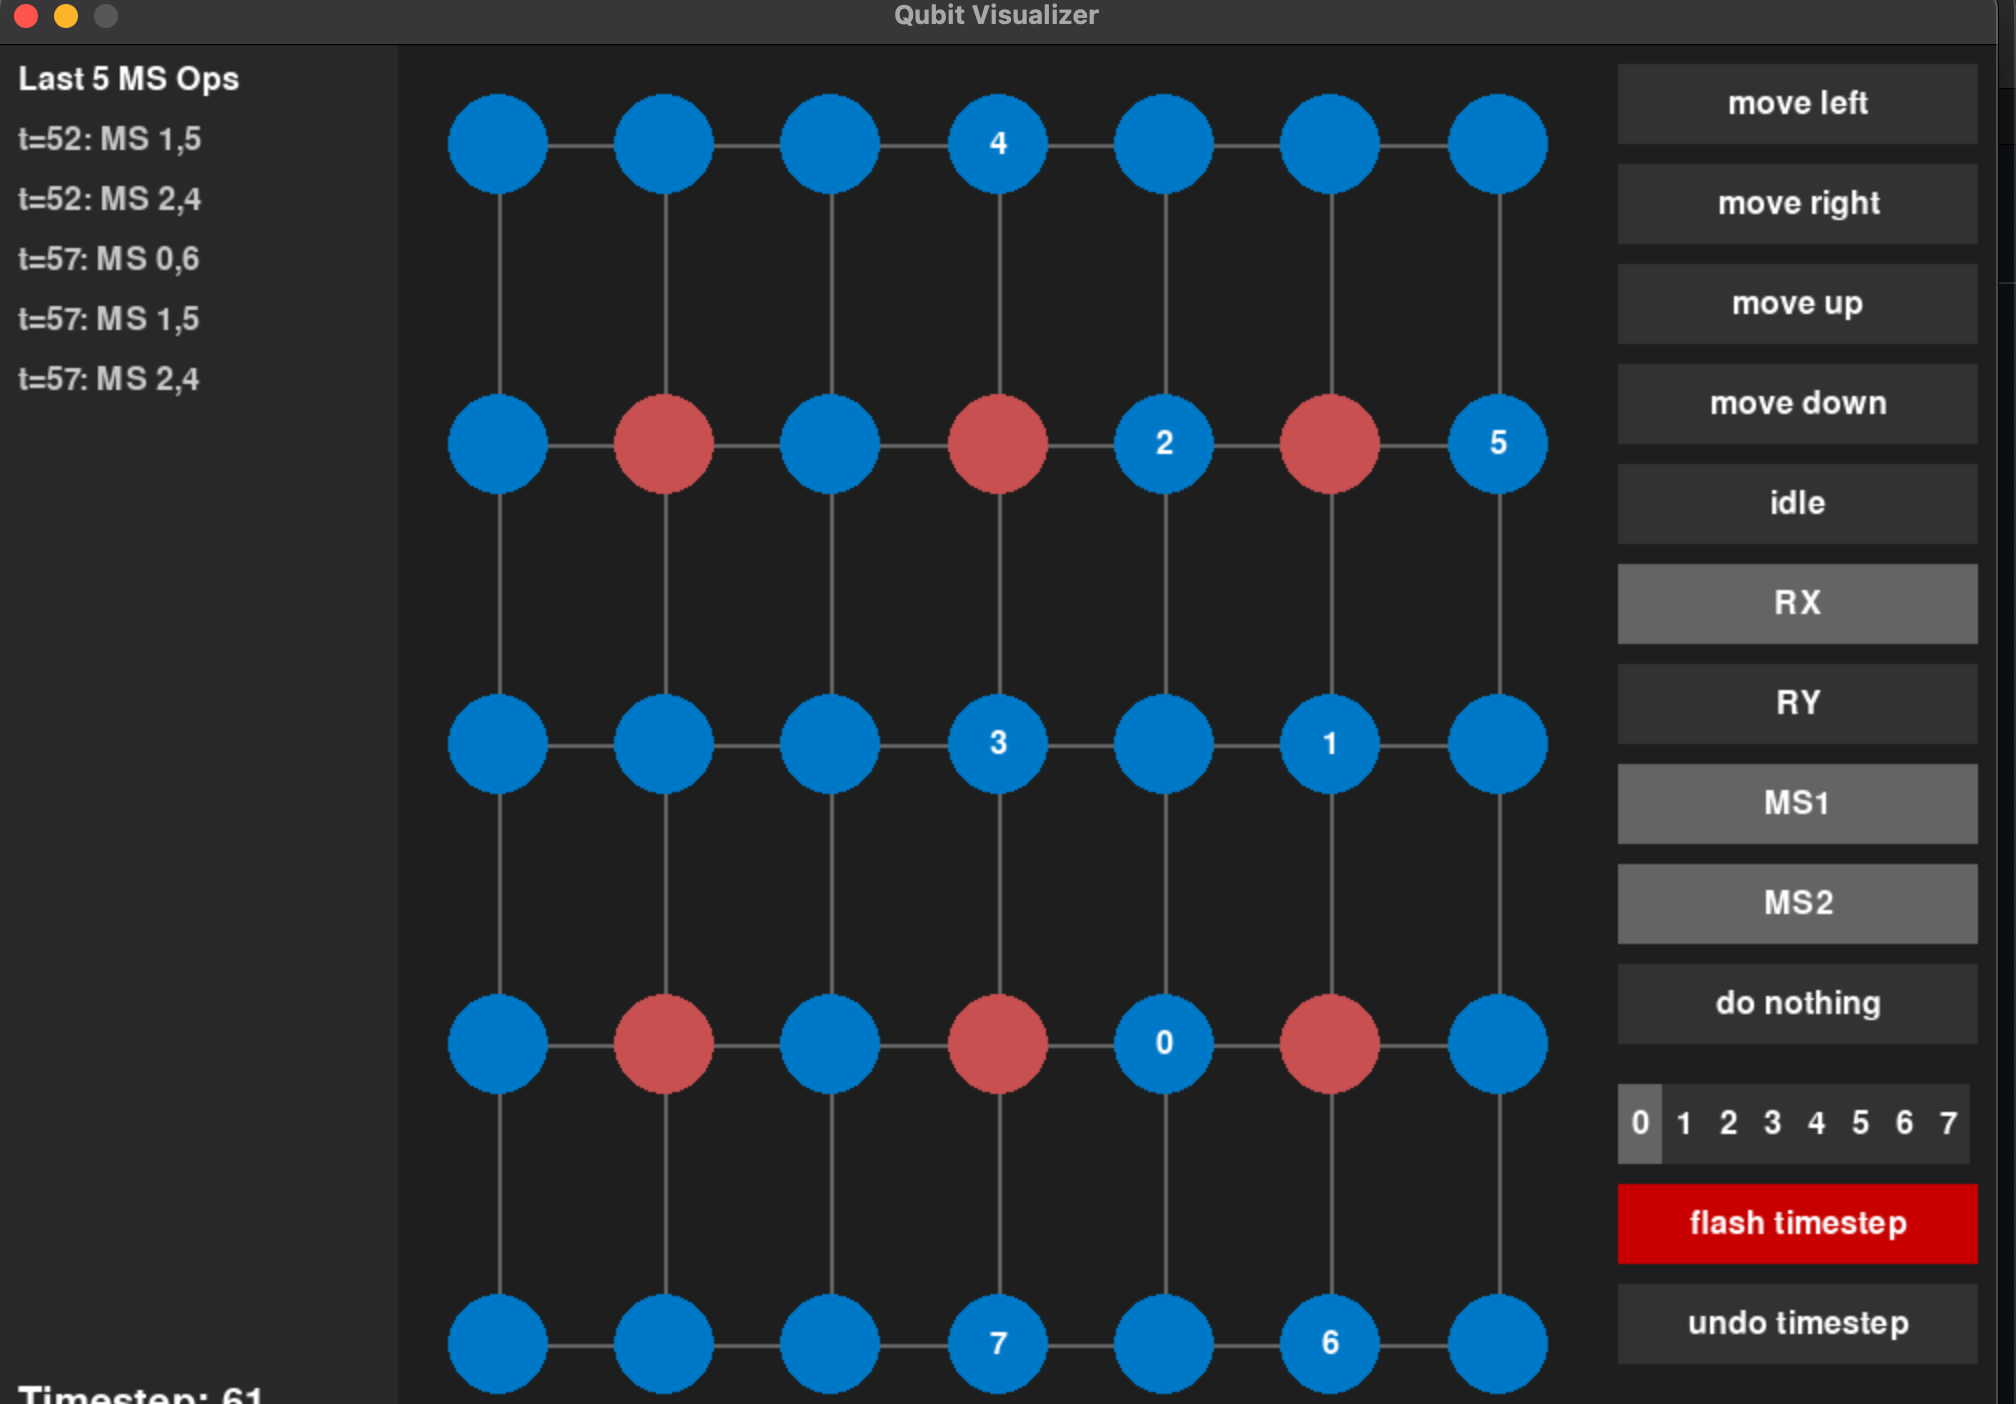 Qubit Visualizer
Last 5 MS Ops
t=52: MS 1,5
t=52: MS 2,4
t=57: MS 0,6
t=57: MS 1,5
t=57: MS 2,4
Timestep: 61
4
2 5
3 1
0
7 6
move left
move right
move up
move down
idle
RX
RY
MS1
MS2
do nothing
0 1 2 3 4 5 6 7
flash timestep
undo timestep